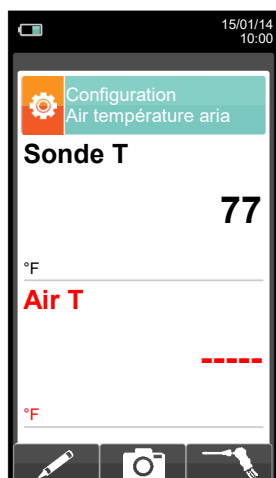 15/01/14
10:00
Configuration
Air température aria
Sonde T
77
°F
Air T
-----
°F